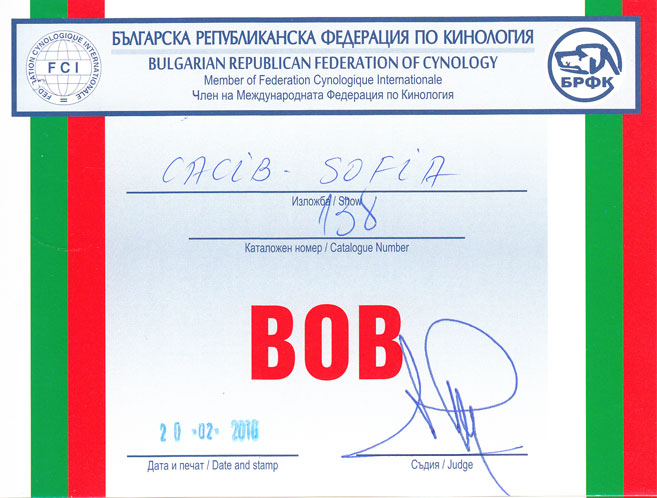 БЪЛГАРСКА РЕПУБЛИКАНСКА ФЕДЕРАЦИЯ ПО КИНОЛОГИЯ
BULGARIAN REPUBLICAN FEDERATION OF CYNOLOGY
Member of Federation Cynologique Internationale
Член на Международната Федерация по Кинология
FEDERATION CYNOLOGIQUE INTERNATIONALE
FCI
БРФК
CACIB - SOFIA
Изложба / Show
138
Каталожен номер / Catalogue Number
BOB
20 -02- 2010
Дата и печат / Date and stamp
Съдия / Judge